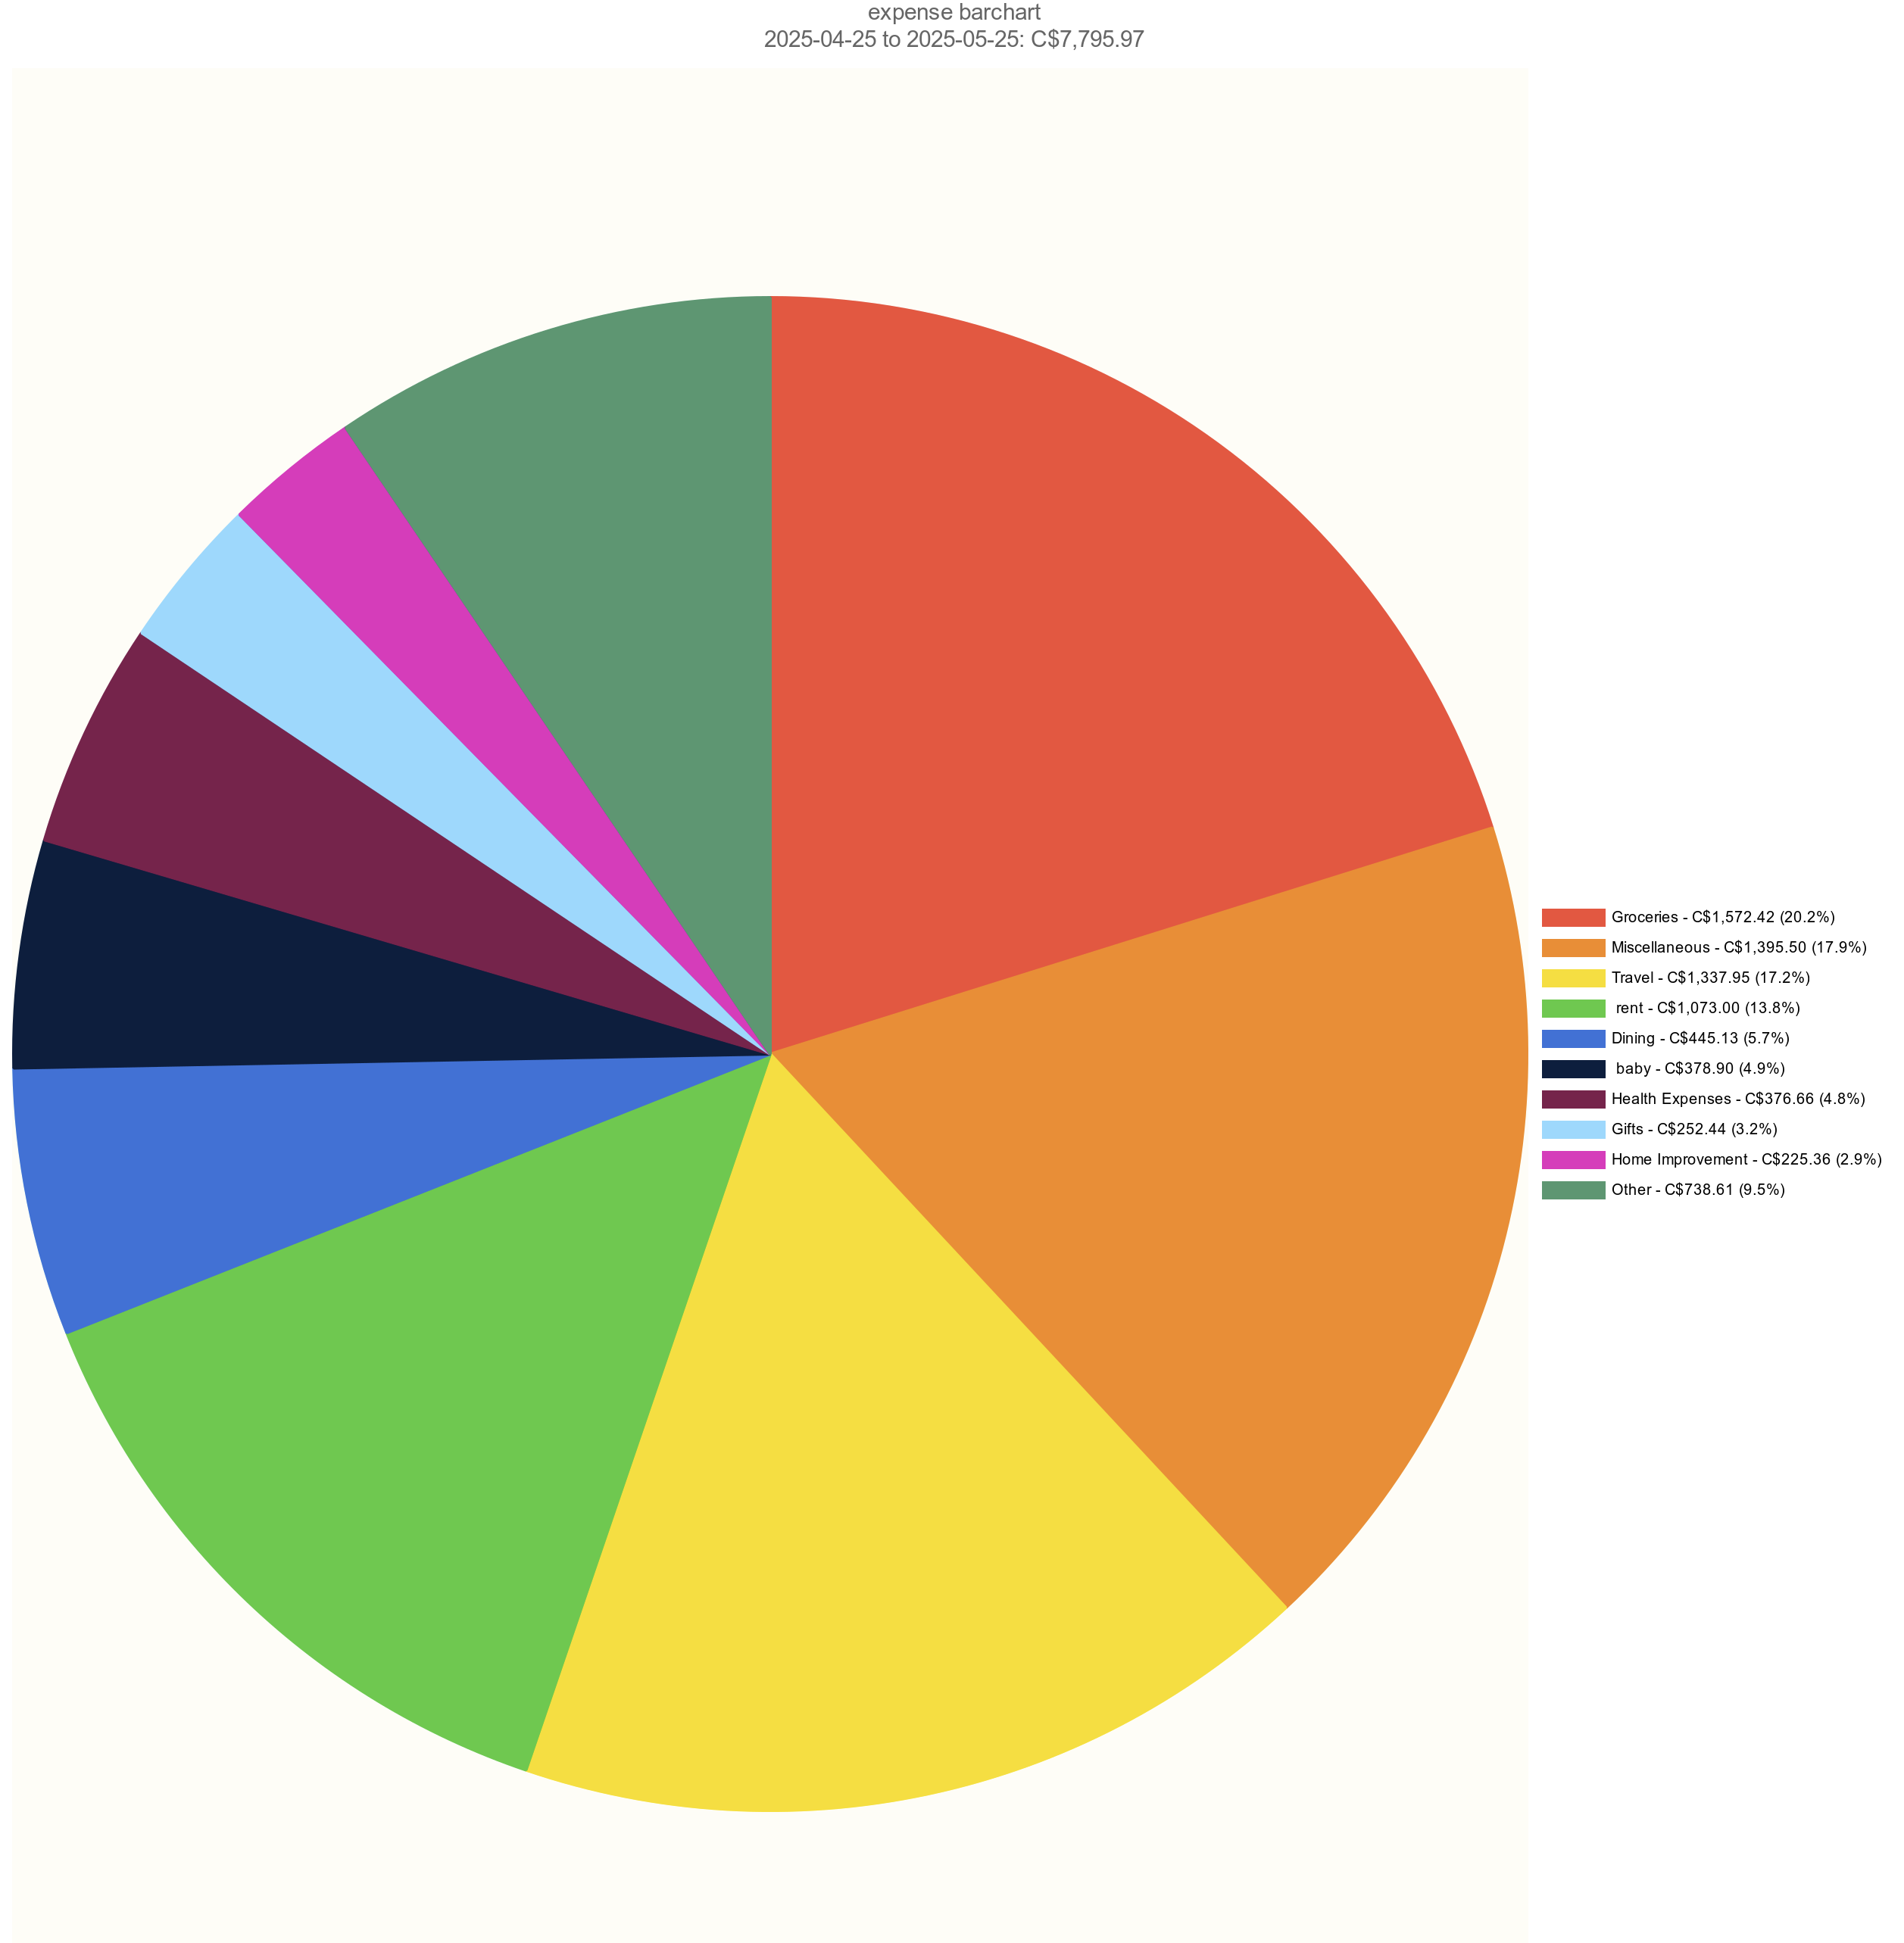 expense barchart
2025-04-25 to 2025-05-25: C$7,795.97
Groceries - C$1,572.42 (20.2%)
Miscellaneous - C$1,395.50 (17.9%)
Travel - C$1,337.95 (17.2%)
rent - C$1,073.00 (13.8%)
Dining - C$445.13 (5.7%)
baby - C$378.90 (4.9%)
Health Expenses - C$376.66 (4.8%)
Gifts - C$252.44 (3.2%)
Home Improvement - C$225.36 (2.9%)
Other - C$738.61 (9.5%)